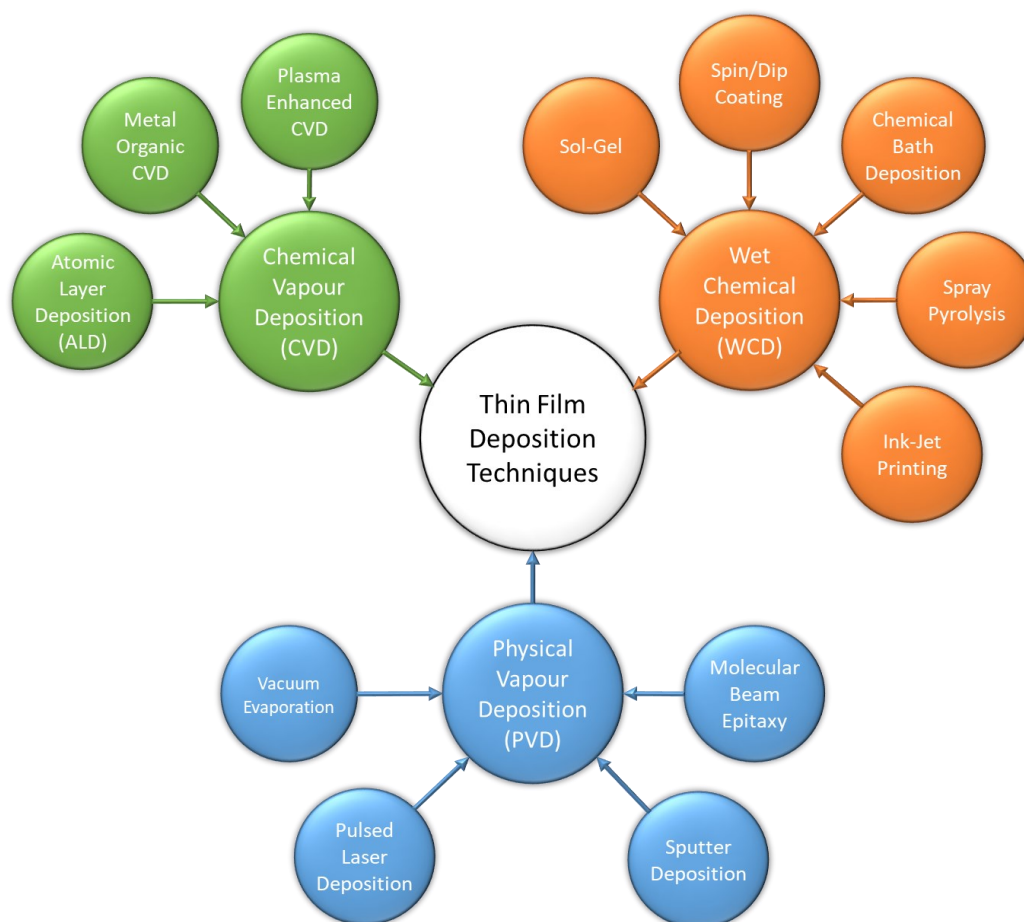 Plasma
Enhanced
CVD
Metal
Organic
CVD
Atomic
Layer
Deposition
(ALD)
Chemical
Vapour
Deposition
(CVD)
Spin/Dip
Coating
Sol-Gel
Chemical
Bath
Deposition
Wet
Chemical
Deposition
(WCD)
Spray
Pyrolysis
Ink-Jet
Printing
Thin Film
Deposition
Techniques
Physical
Vapour
Deposition
(PVD)
Vacuum
Evaporation
Molecular
Beam
Epitaxy
Pulsed
Laser
Deposition
Sputter
Deposition